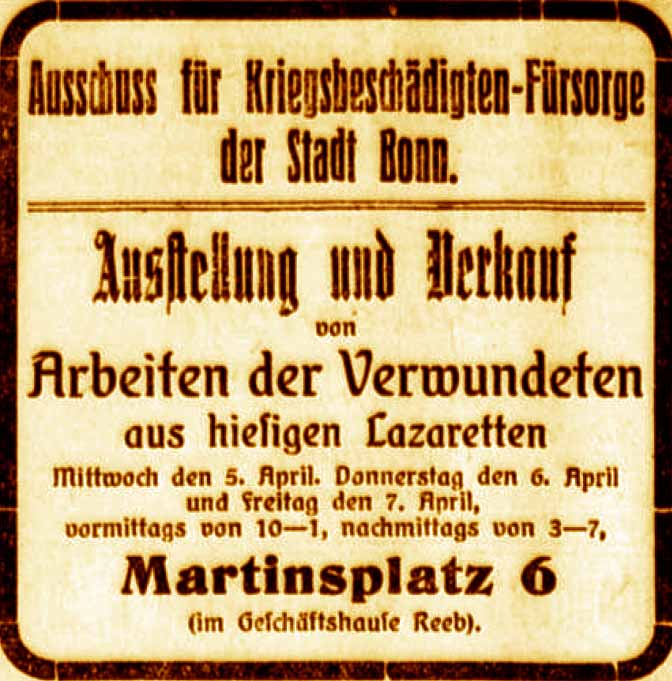 Ausschuss für Kriegsbeschädigten-Fürsorge
der Stadt Bonn.
Ausſtellung und Verkauf
von
Arbeiten der Verwundeten
aus hieſigen Lazaretten
Mittwoch den 5. April. Donnerstag den 6. April
und Freitag den 7. April,
vormittags von 10—1, nachmittags von 3—7,
Martinsplatz 6
(im Geſchäftshauſe Reeb).